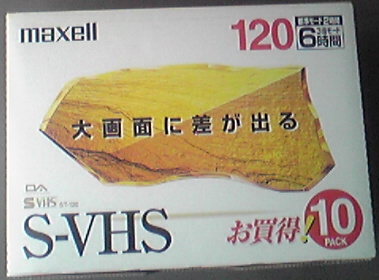 maxell
120
標準モード2時間
3倍モード
6時間
大画面に差が出る
DA
S VHS ST-120
S-VHS
お買得!
10
PACK